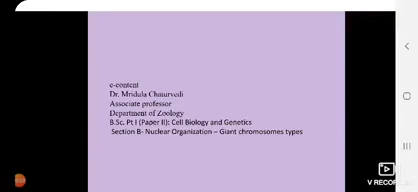 e-content
Dr. Mridula Chaturvedi
Associate professor
Department of Zoology
B.Sc. Pt I (Paper II): Cell Biology and Genetics
Section B- Nuclear Organization – Giant chromosomes types
V RECO